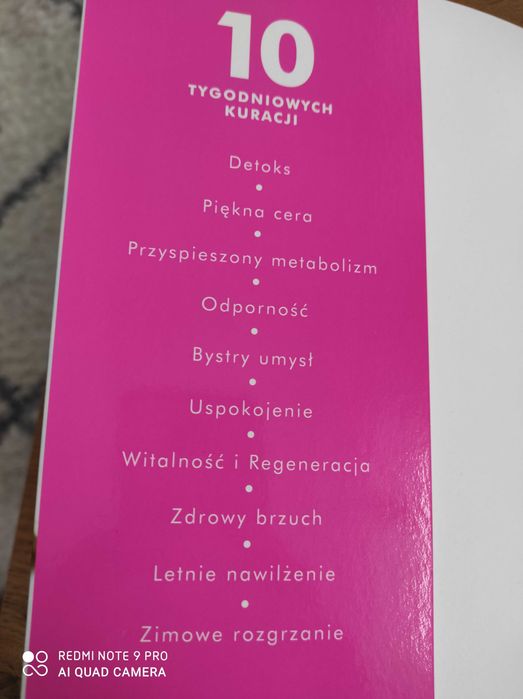 10
TYGODNIOWYCH
KURACJI
Detoks
Piękna cera
Przyspieszony metabolizm
Odporność
Bystry umysł
Uspokojenie
Witalność i Regeneracja
Zdrowy brzuch
Letnie nawilżenie
Zimowe rozgrzanie
REDMI NOTE 9 PRO
AI QUAD CAMERA